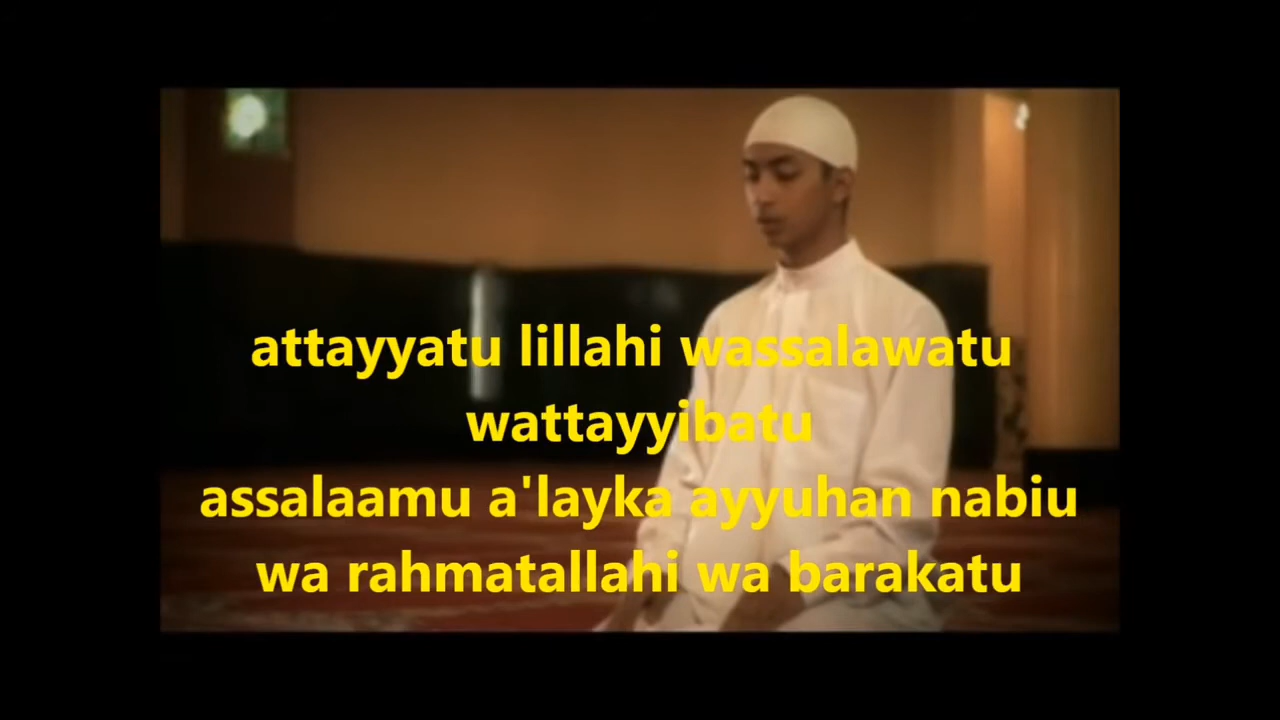 attayyatu lillahi wassalawatu
wattayyibatu
assalaamu a'layka ayyuhan nabiu
wa rahmatallahi wa barakatu